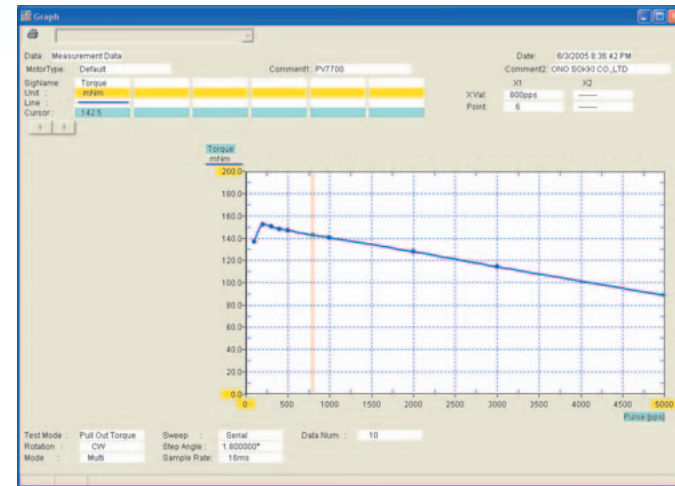 Graph
Data: Measurement Data
Date: 6/3/2005 8:36:42 PM
MotorType: Default
Comment1: PV7700
Comment2: ONO SOKKI CO.,LTD
SigName: Torque
X1 X2
Unit : mNm
XVal: 800pps ------
Line :
Point: 6 ------
Cursor: 142.5
Torque
mNm
200.0
180.0
160.0
140.0
120.0
100.0
80.0
60.0
40.0
20.0
0.0
0 500 1000 1500 2000 2500 3000 3500 4000 4500 5000
Pulse [pps]
Test Mode : Pull Out Torque Sweep : Serial Data Num : 10
Rotation : CW Step Angle : 1.800000°
Mode : Multi Sample Rate: 16ms